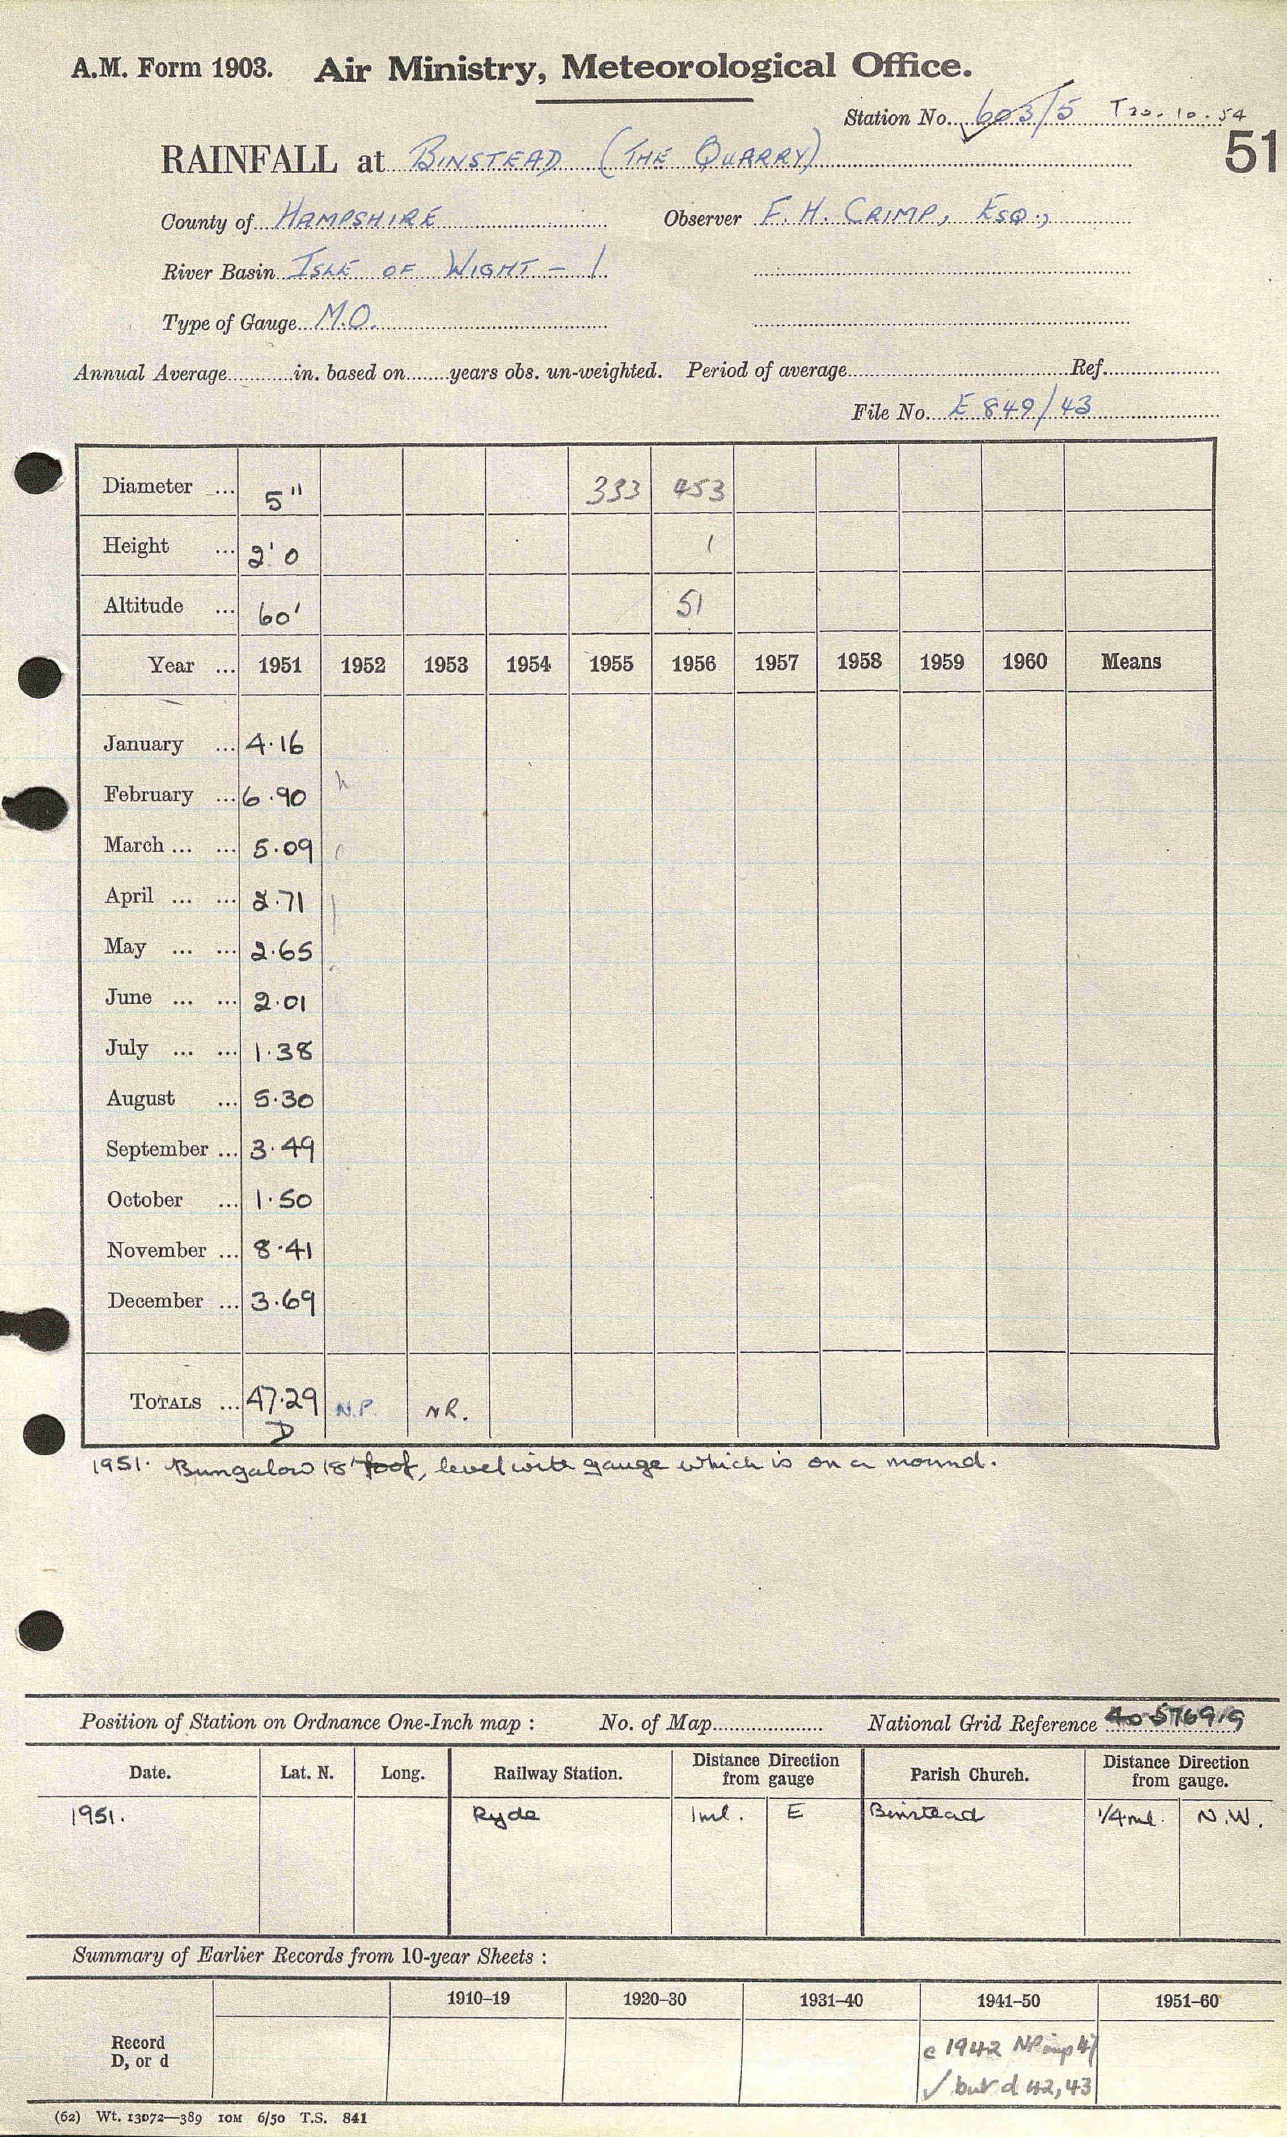 A.M. Form 1903. Air Ministry, Meteorological Office.
Station No. 603/5 T 20.10.54
51
RAINFALL at BINSTEAD (THE QUARRY)
County of HAMPSHIRE Observer F. H. CRIMP, ESQ.,
River Basin ISLE OF WIGHT - 1
Type of Gauge M.O.
Annual Average in. based on years obs. un-weighted. Period of average Ref.
File No. E 849/43
Diameter ... 5" 333 453
Height ... 2' 0 1
Altitude ... 60' 51
Year ... 1951 1952 1953 1954 1955 1956 1957 1958 1959 1960 Means
January ... 4.16
February ... 6.90
March ... ... 5.09
April ... ... 2.71
May ... ... 2.65
June ... ... 2.01
July ... ... 1.38
August ... 5.30
September ... 3.49
October ... 1.50
November ... 8.41
December ... 3.69
TOTALS ... 47.29 N.P. NR.
D
1951. Bungalow 18' foot, level with gauge which is on a mound.
Position of Station on Ordnance One-Inch map : No. of Map National Grid Reference 40 576919
Date. Lat. N. Long. Railway Station. Distance Direction from gauge Parish Church. Distance Direction from gauge.
1951. Ryde 1ml. E Binstead 1/4ml. N.W.
Summary of Earlier Records from 10-year Sheets :
1910–19 1920–30 1931–40 1941–50 1951–60
Record
D, or d
c 1942 NP
✓ but d 42, 43
(62) Wt. 13072—389 10M 6/50 T.S. 841